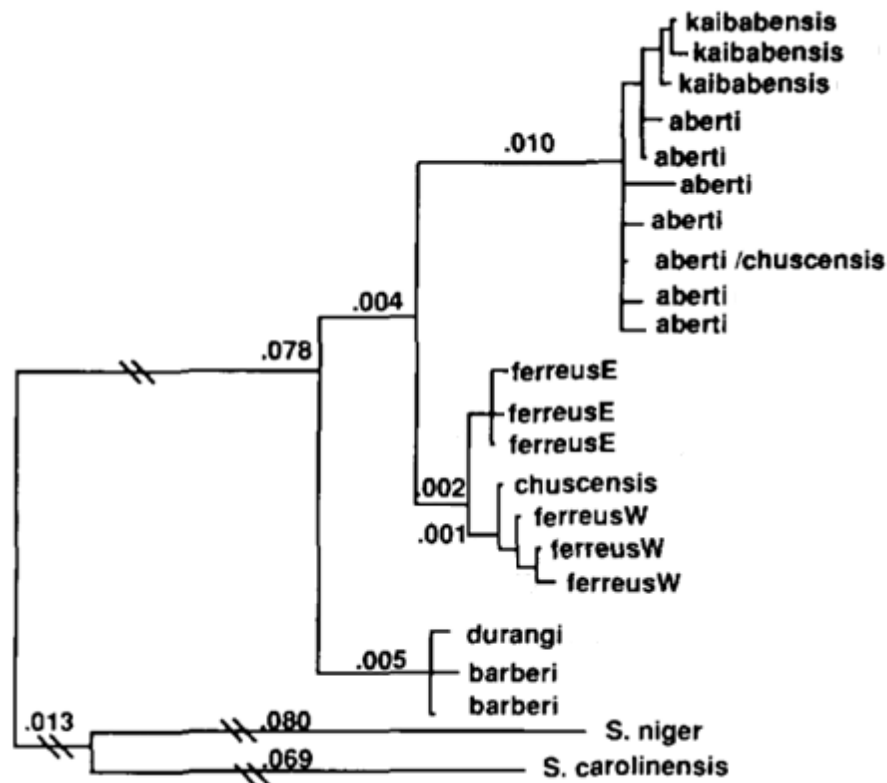 kaibabensis
kaibabensis
kaibabensis
aberti
.010
aberti
aberti
aberti
aberti /chuscensis
.004
aberti
aberti
.078
ferreusE
ferreusE
ferreusE
.002
chuscensis
ferreusW
.001
ferreusW
ferreusW
durangi
.005
barberi
barberi
.013
.080
S. niger
.069
S. carolinensis